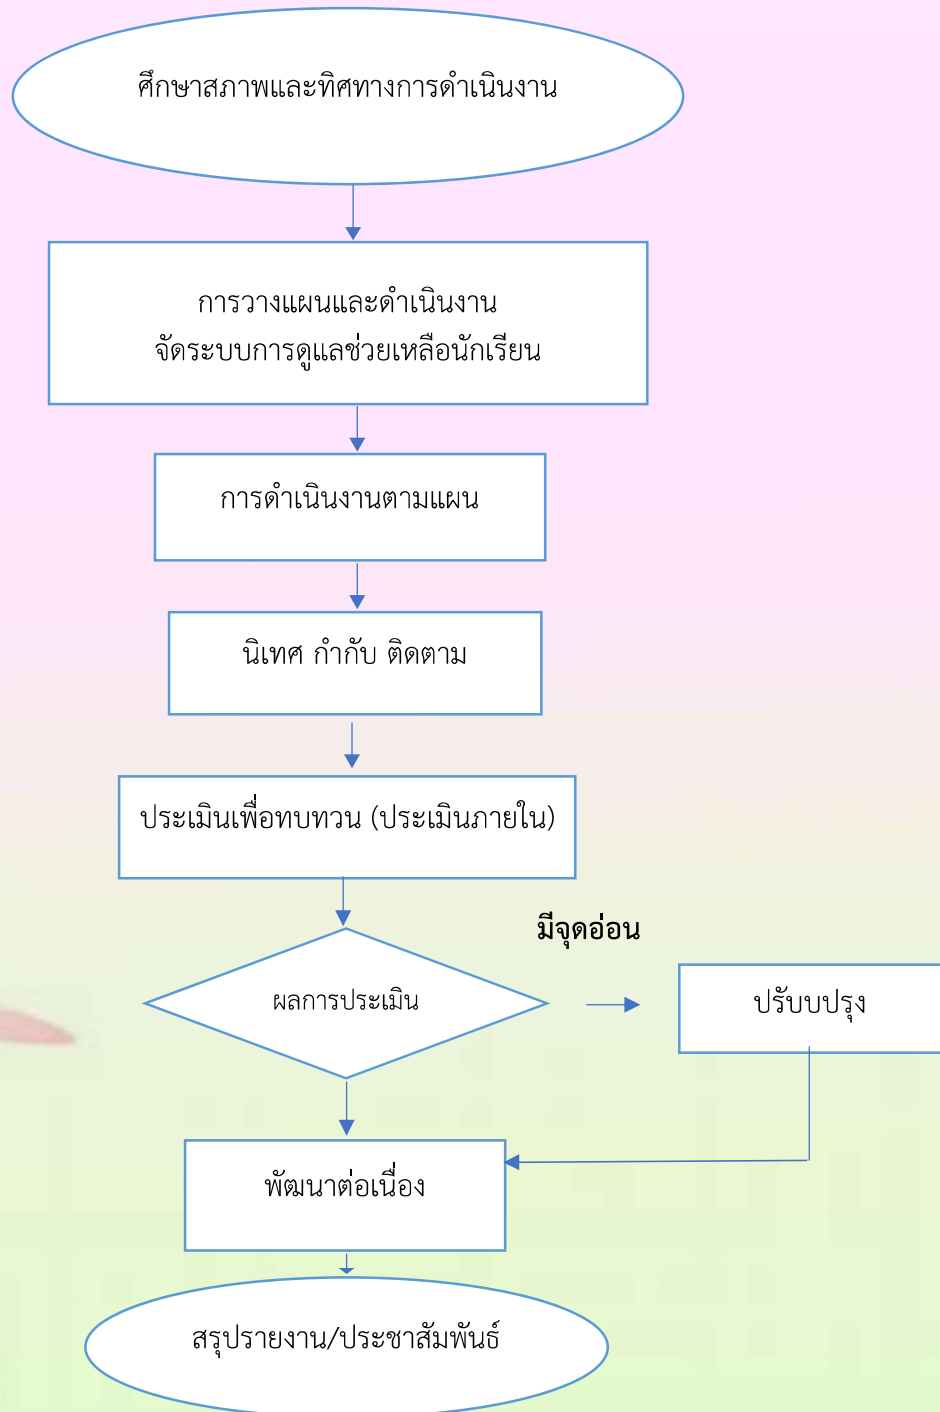 ศึกษาสภาพและทิศทางการดำเนินงาน
การวางแผนและดำเนินงาน
จัดระบบการดูแลช่วยเหลือนักเรียน
การดำเนินงานตามแผน
นิเทศ กำกับ ติดตาม
ประเมินเพื่อทบทวน (ประเมินภายใน)
มีจุดอ่อน
ผลการประเมิน
ปรับบปรุง
พัฒนาต่อเนื่อง
สรุปรายงาน/ประชาสัมพันธ์